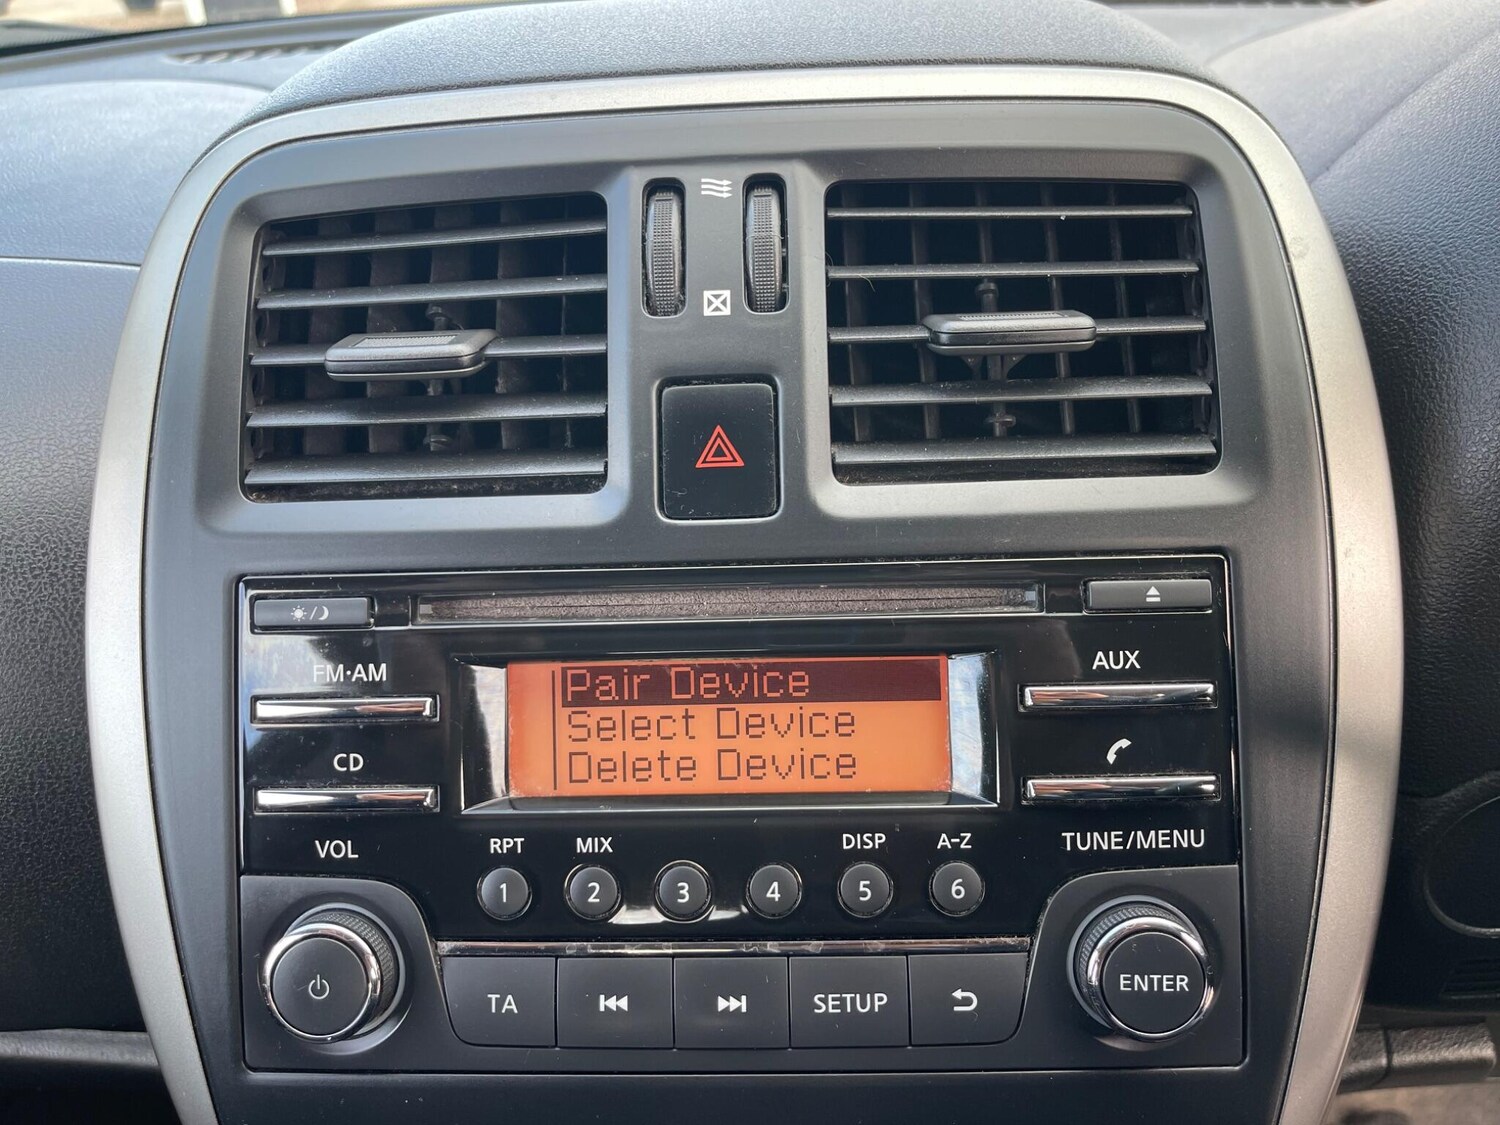 FM·AM
AUX
Pair Device
Select Device
Delete Device
CD
VOL
RPT MIX DISP A-Z
TUNE/MENU
1 2 3 4 5 6
TA SETUP
ENTER